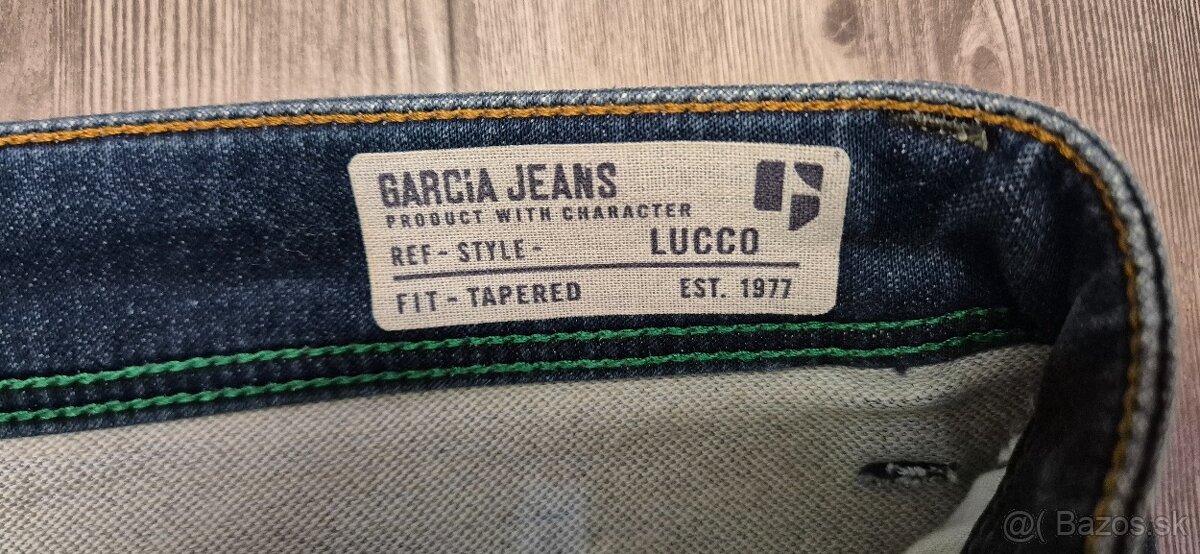 GARCiA JEANS
PRODUCT WITH CHARACTER
REF- STYLE- LUCCO
FIT - TAPERED EST. 1977
@( Bazos.sk